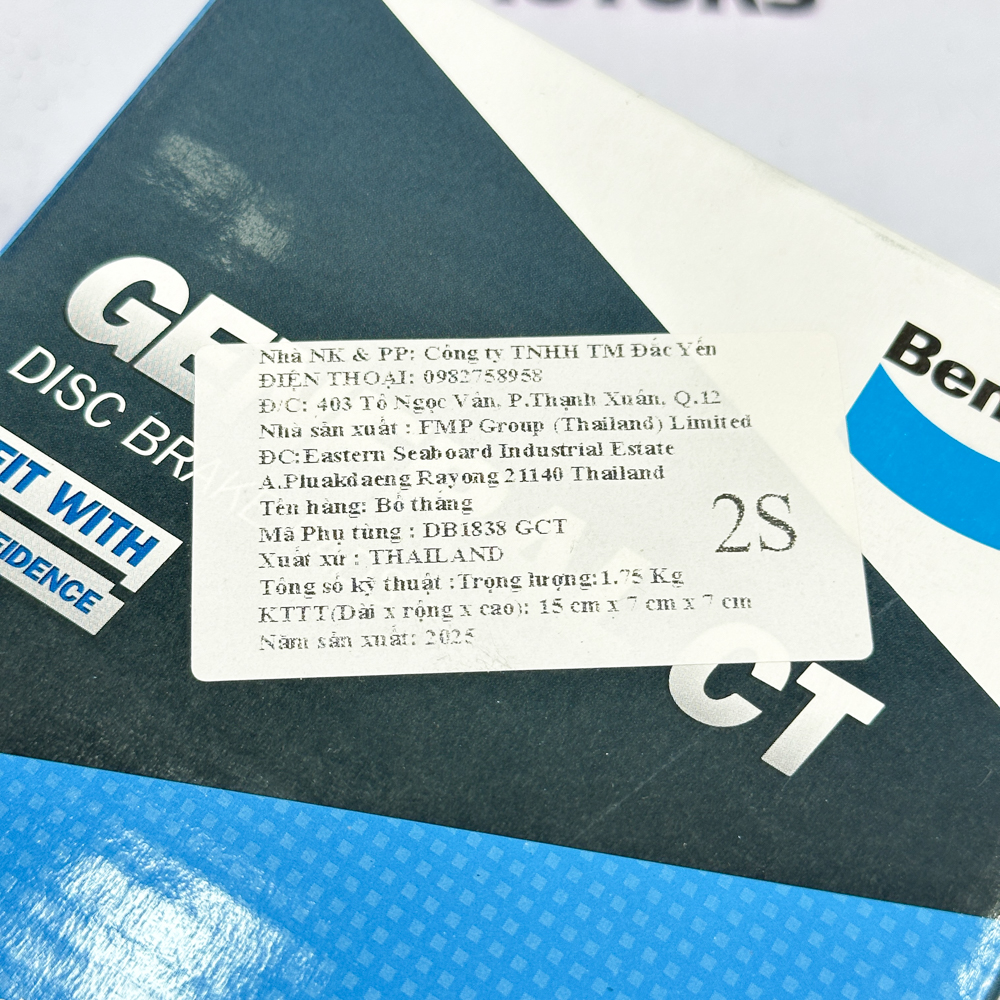 MOTORS
Ben
GE
CT
DISC BRAKE
FIT WITH
FIDENCE
Nhà NK & PP: Công ty TNHH TM Đắc Yến
ĐIỆN THOẠI: 0982758958
Đ/C: 403 Tô Ngọc Vân, P.Thạnh Xuân, Q.12
Nhà sản xuất : FMP Group (Thailand) Limited
ĐC:Eastern Seaboard Industrial Estate
A.Pluakdaeng Rayong 21140 Thailand
Tên hàng: Bố thắng
Mã Phụ tùng : DB1838 GCT
Xuất xứ : THAILAND
2S
Tông số kỹ thuật :Trọng lượng:1.75 Kg
KTTT(Dài x rộng x cao): 15 cm x 7 cm x 7 cm
Năm sản xuất: 2025